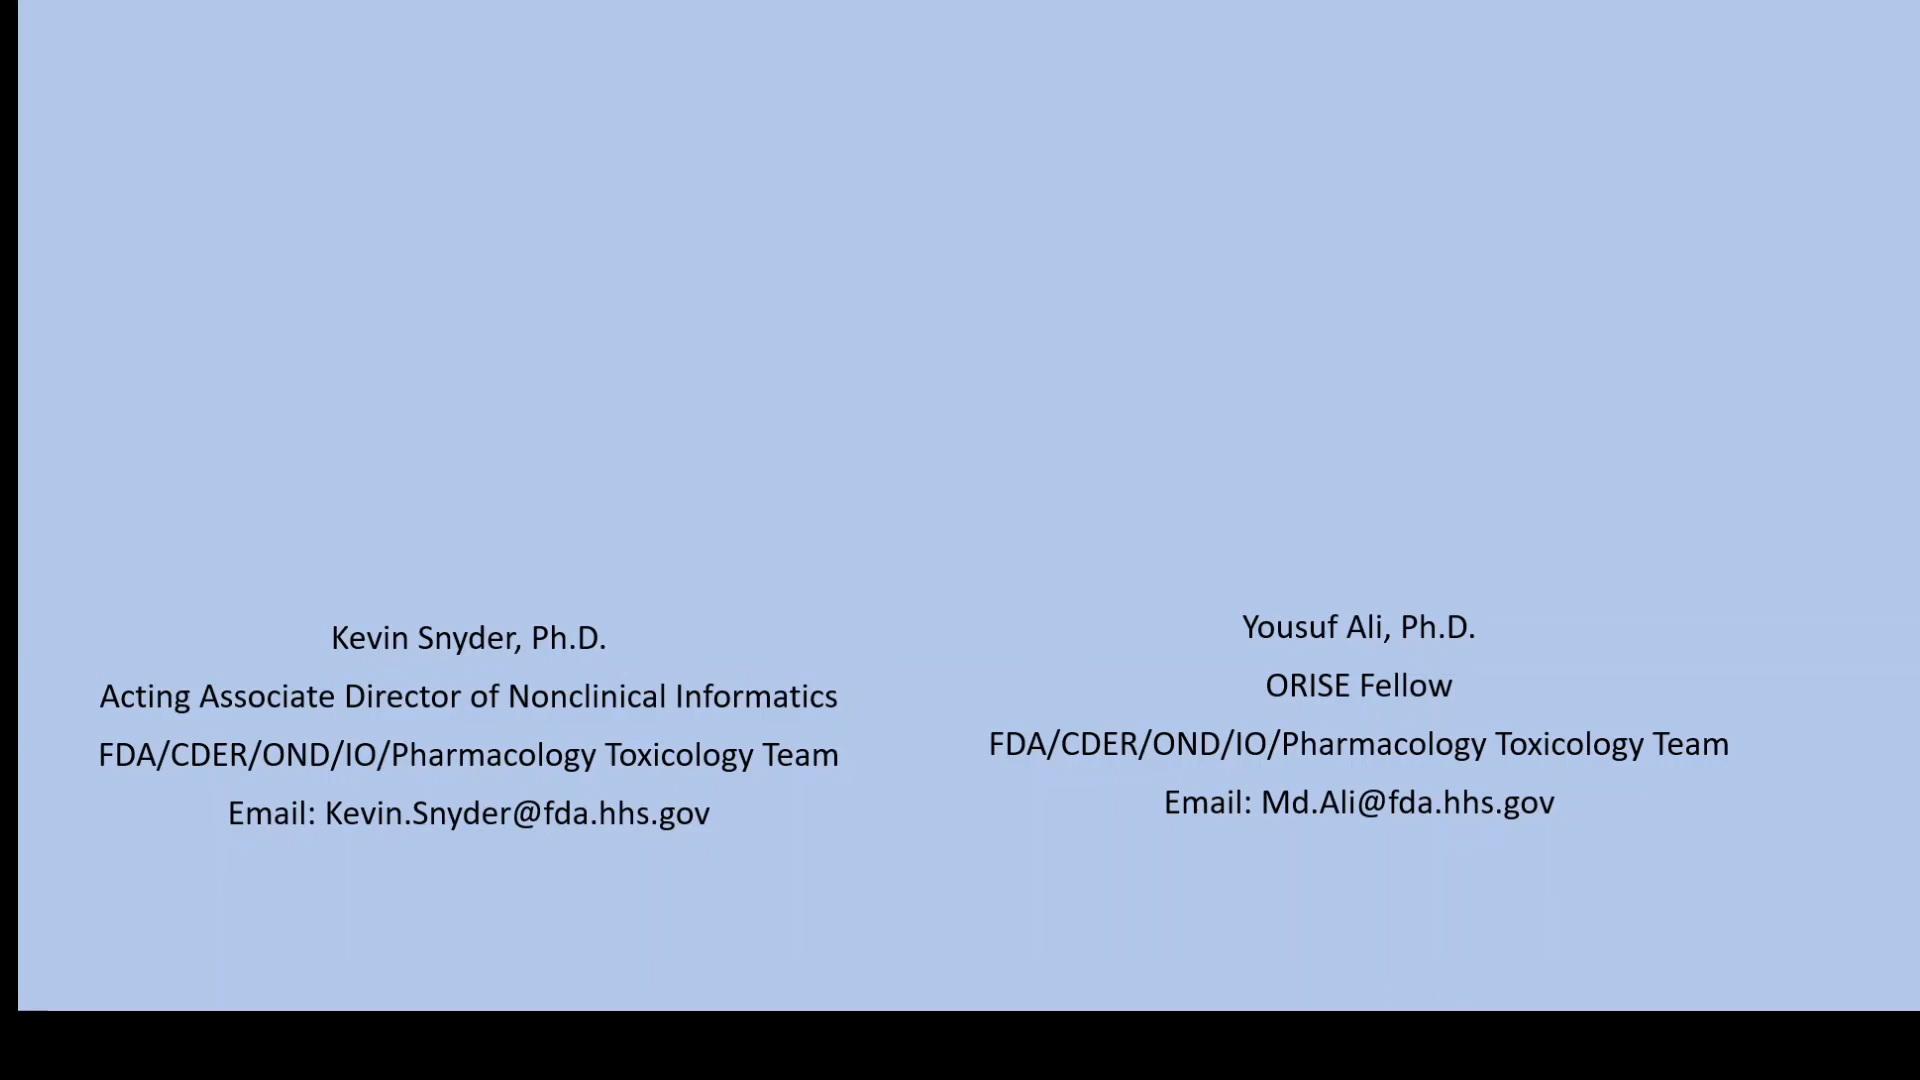 Kevin Snyder, Ph.D.
Acting Associate Director of Nonclinical Informatics
FDA/CDER/OND/IO/Pharmacology Toxicology Team
Email: Kevin.Snyder@fda.hhs.gov
Yousuf Ali, Ph.D.
ORISE Fellow
FDA/CDER/OND/IO/Pharmacology Toxicology Team
Email: Md.Ali@fda.hhs.gov